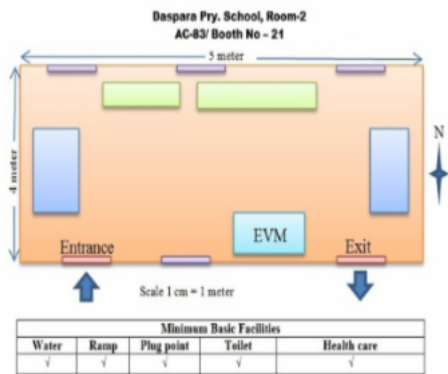 Daspara Pry. School, Room-2
AC-83/ Booth No – 21
5 meter
4 meter
N
EVM
Entrance
Exit
Scale 1 cm = 1 meter
Minimum Basic Facilities
Water Ramp Plug point Toilet Health care
√ √ √ √ √